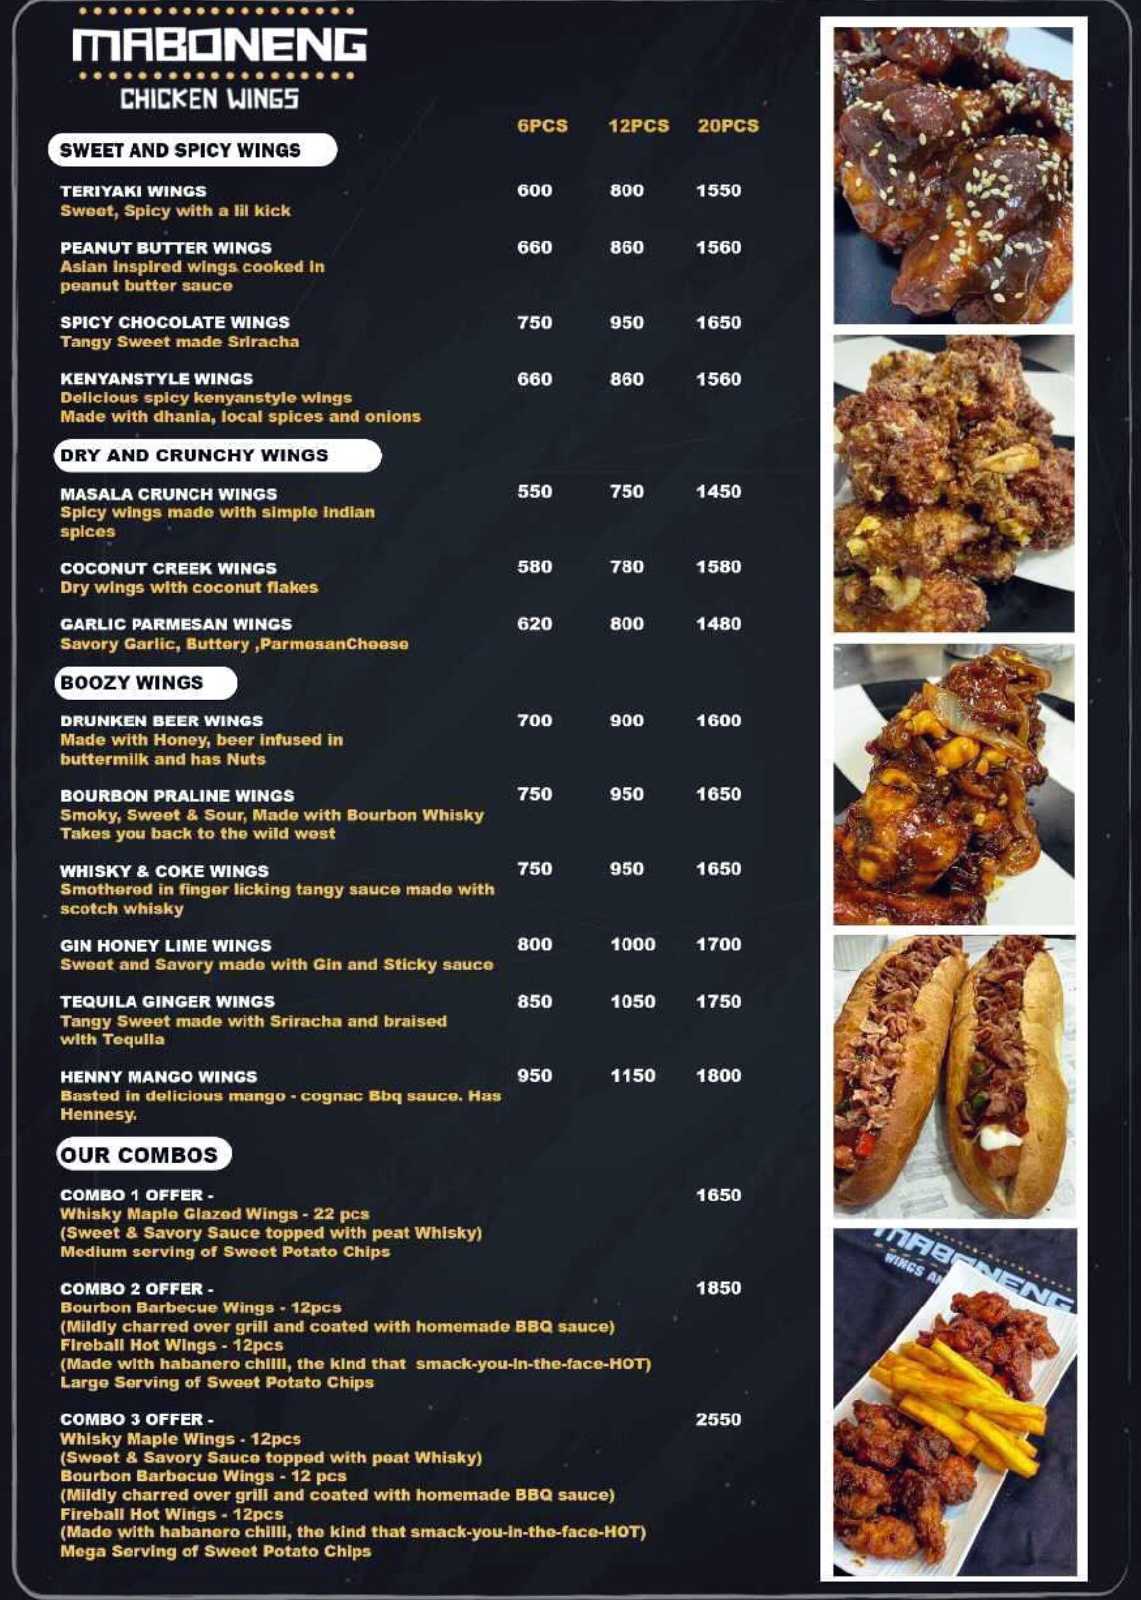 MABONENG
CHICKEN WINGS
6PCS 12PCS 20PCS
SWEET AND SPICY WINGS
TERIYAKI WINGS 600 800 1550
Sweet, Spicy with a lil kick
PEANUT BUTTER WINGS 660 860 1560
Asian inspired wings cooked in
peanut butter sauce
SPICY CHOCOLATE WINGS 750 950 1650
Tangy Sweet made Sriracha
KENYANSTYLE WINGS 660 860 1560
Delicious spicy kenyanstyle wings
Made with dhania, local spices and onions
DRY AND CRUNCHY WINGS
MASALA CRUNCH WINGS 550 750 1450
Spicy wings made with simple indian
spices
COCONUT CREEK WINGS 580 780 1580
Dry wings with coconut flakes
GARLIC PARMESAN WINGS 620 800 1480
Savory Garlic, Buttery ,ParmesanCheese
BOOZY WINGS
DRUNKEN BEER WINGS 700 900 1600
Made with Honey, beer infused in
buttermilk and has Nuts
BOURBON PRALINE WINGS 750 950 1650
Smoky, Sweet & Sour, Made with Bourbon Whisky
Takes you back to the wild west
WHISKY & COKE WINGS 750 950 1650
Smothered in finger licking tangy sauce made with
scotch whisky
GIN HONEY LIME WINGS 800 1000 1700
Sweet and Savory made with Gin and Sticky sauce
TEQUILA GINGER WINGS 850 1050 1750
Tangy Sweet made with Sriracha and braised
with Tequila
HENNY MANGO WINGS 950 1150 1800
Basted in delicious mango - cognac Bbq sauce. Has
Hennesy.
OUR COMBOS
COMBO 1 OFFER - 1650
Whisky Maple Glazed Wings - 22 pcs
(Sweet & Savory Sauce topped with peat Whisky)
Medium serving of Sweet Potato Chips
COMBO 2 OFFER - 1850
Bourbon Barbecue Wings - 12pcs
(Mildly charred over grill and coated with homemade BBQ sauce)
Fireball Hot Wings - 12pcs
(Made with habanero chilli, the kind that smack-you-in-the-face-HOT)
Large Serving of Sweet Potato Chips
COMBO 3 OFFER - 2550
Whisky Maple Wings - 12pcs
(Sweet & Savory Sauce topped with peat Whisky)
Bourbon Barbecue Wings - 12 pcs
(Mildly charred over grill and coated with homemade BBQ sauce)
Fireball Hot Wings - 12pcs
(Made with habanero chilli, the kind that smack-you-in-the-face-HOT)
Mega Serving of Sweet Potato Chips
MABONENG
WINGS